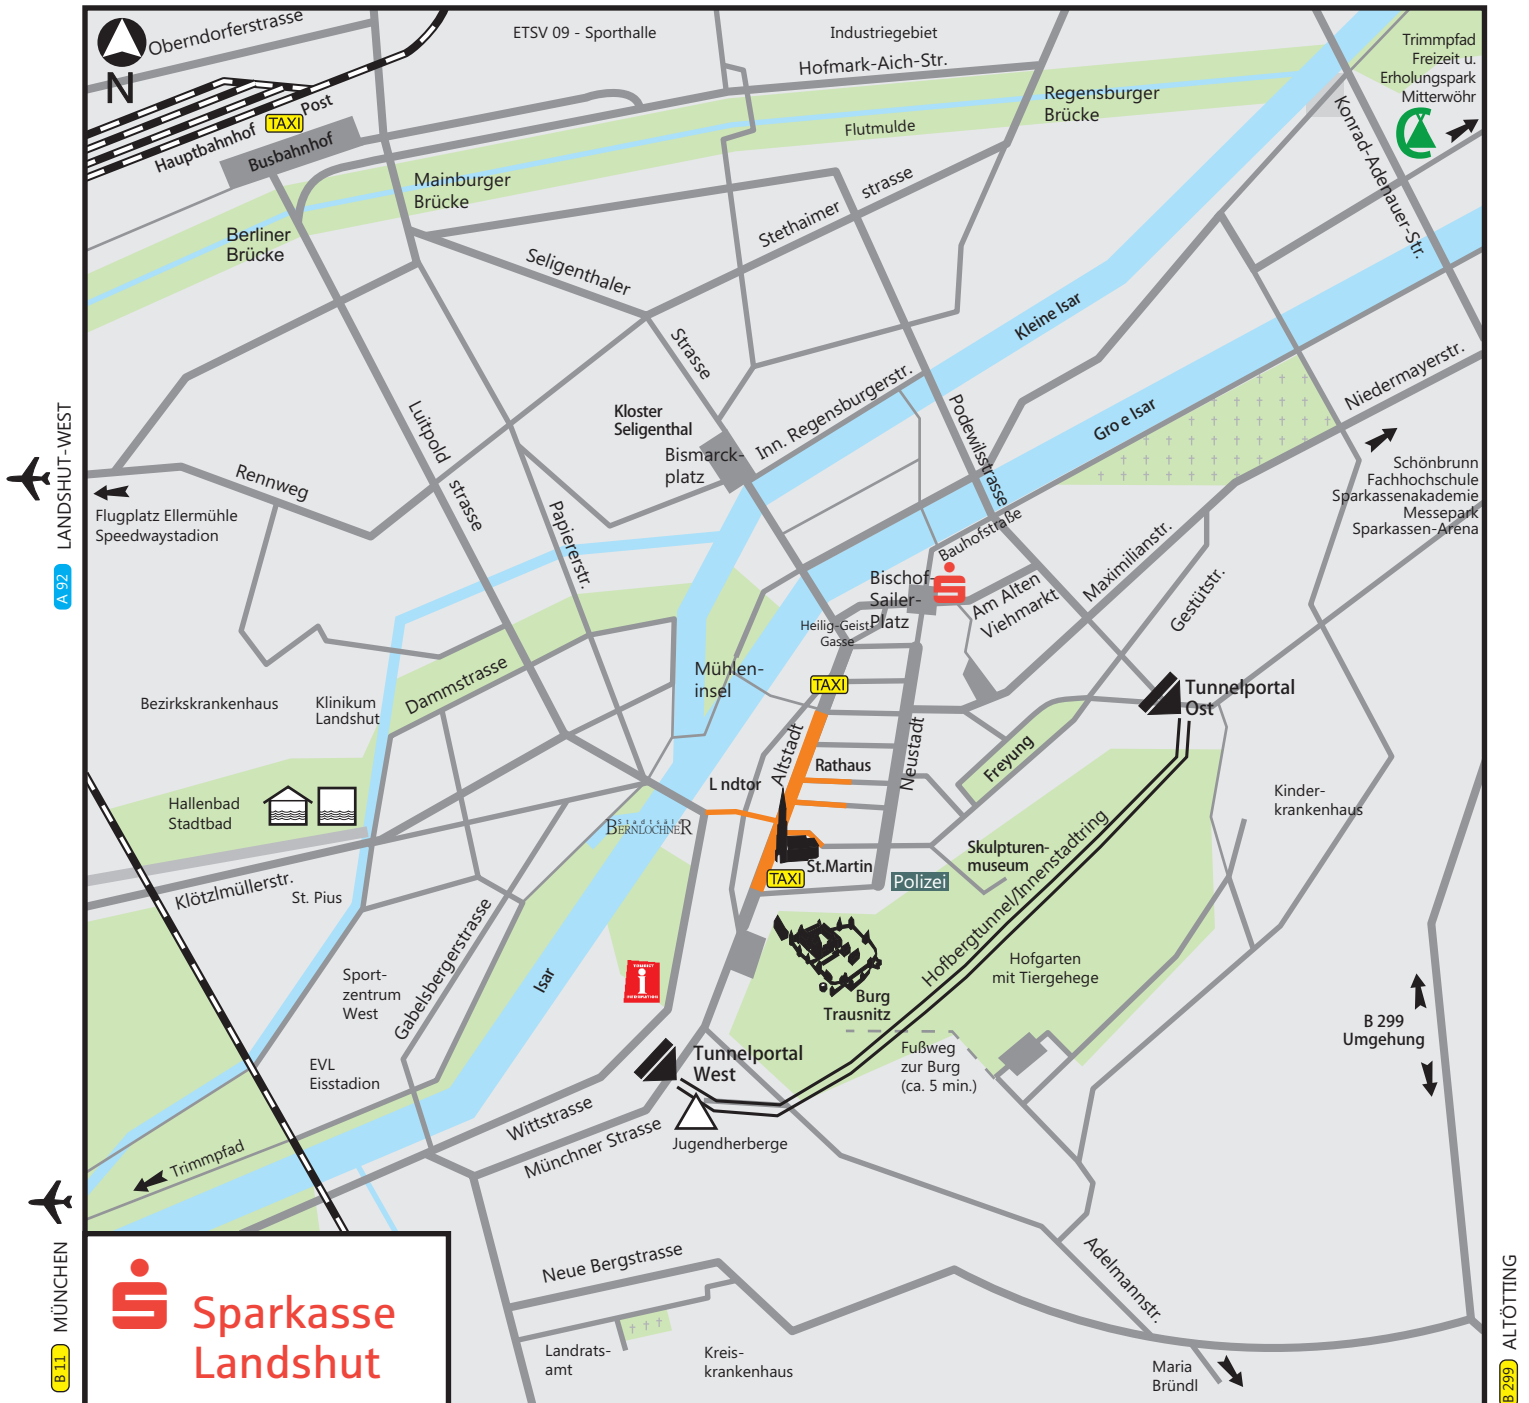 Oberndorferstrasse
N
ETSV 09 - Sporthalle
Industriegebiet
Hofmark-Aich-Str.
Trimmpfad
Freizeit u.
Erholungspark
Mitterwöhr
Post
TAXI
Hauptbahnhof
Busbahnhof
Regensburger
Brücke
Flutmulde
Konrad-Adenauer-Str.
Mainburger
Brücke
Berliner
Brücke
Stethaimer
strasse
Seligenthaler
Strasse
Kleine Isar
Gro e Isar
Niedermayerstr.
Inn. Regensburgerstr.
Podewilsstrasse
Kloster
Seligenthal
Bismarck-
platz
Luitpold
strasse
Rennweg
Papiererstr.
LANDSHUT-WEST
A 92
Flugplatz Ellermühle
Speedwaystadion
Schönbrunn
Fachhochschule
Sparkassenakademie
Messepark
Sparkassen-Arena
Bauhofstraße
Maximilianstr.
Gestütstr.
Bischof-
Sailer-
Platz
Am Alten
Viehmarkt
Heilig-Geist-
Gasse
Mühlen-
insel
TAXI
Dammstrasse
Bezirkskrankenhaus
Klinikum
Landshut
Tunnelportal
Ost
Altstadt
Neustadt
Rathaus
Freyung
L ndtor
Hallenbad
Stadtbad
Stadtsäle
BERNLOCHNER
Kinder-
krankenhaus
Skulpturen-
museum
St.Martin
TAXI
Polizei
Klötzlmüllerstr.
St. Pius
Hofbergtunnel/Innenstadtring
Gabelsbergerstrasse
Sport-
zentrum
West
Isar
TOURIST
i
INFORMATION
Hofgarten
mit Tiergehege
Burg
Trausnitz
B 299
Umgehung
EVL
Eisstadion
Tunnelportal
West
Fußweg
zur Burg
(ca. 5 min.)
Wittstrasse
Münchner Strasse
Jugendherberge
Trimmpfad
MÜNCHEN
B 11
Neue Bergstrasse
Adelmannstr.
Landrats-
amt
Kreis-
krankenhaus
Maria
Bründl
ALTÖTTING
B 299
Sparkasse
Landshut